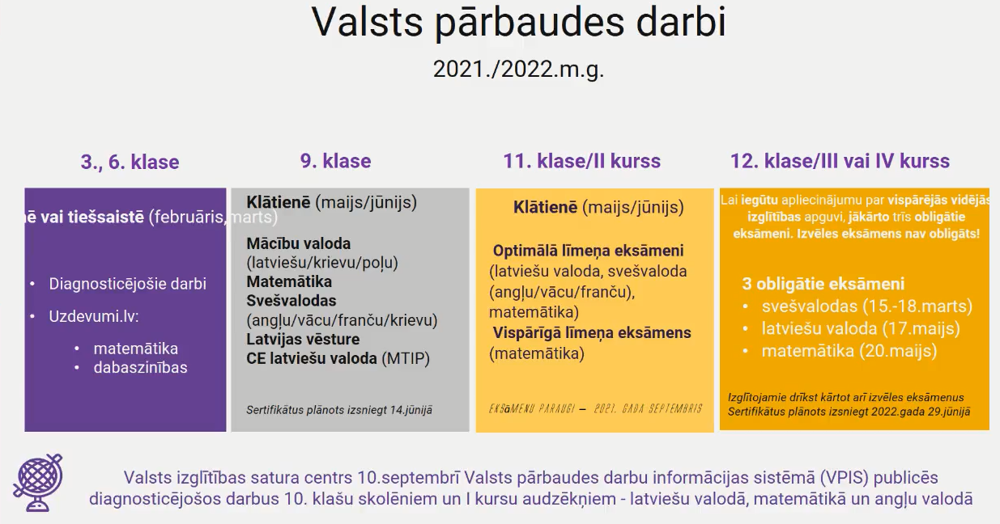 Valsts pārbaudes darbi
2021./2022.m.g.
3., 6. klase
vai tiešsaistē (februāris,marts)
• Diagnosticējošie darbi
• Uzdevumi.lv:
• matemātika
• dabaszinības
9. klase
Klātienē (maijs/jūnijs)
Mācību valoda
(latviešu/krievu/poļu)
Matemātika
Svešvalodas
(angļu/vācu/franču/krievu)
Latvijas vēsture
CE latviešu valoda (MTIP)
Sertifikātus plānots izsniegt 14.jūnijā
11. klase/II kurss
Klātienē (maijs/jūnijs)
Optimālā līmeņa eksāmeni
(latviešu valoda, svešvaloda
(angļu/vācu/franču),
matemātika)
Vispārīgā līmeņa eksāmens
(matemātika)
EKSāMENU PARAUGI – 2021. GADA SEPTEMBRIS
12. klase/III vai IV kurss
Lai iegūtu apliecinājumu par vispārējās vidējās
izglītības apguvi, jākārto trīs obligātie
eksāmeni. Izvēles eksāmens nav obligāts!
3 obligātie eksāmeni
• svešvalodas (15.-18.marts)
• latviešu valoda (17.maijs)
• matemātika (20.maijs)
Izglītojamie drīkst kārtot arī izvēles eksāmenus
Sertifikātus plānots izsniegt 2022.gada 29.jūnijā
Valsts izglītības satura centrs 10.septembrī Valsts pārbaudes darbu informācijas sistēmā (VPIS) publicēs
diagnosticējošos darbus 10. klašu skolēniem un I kursu audzēkņiem - latviešu valodā, matemātikā un angļu valodā